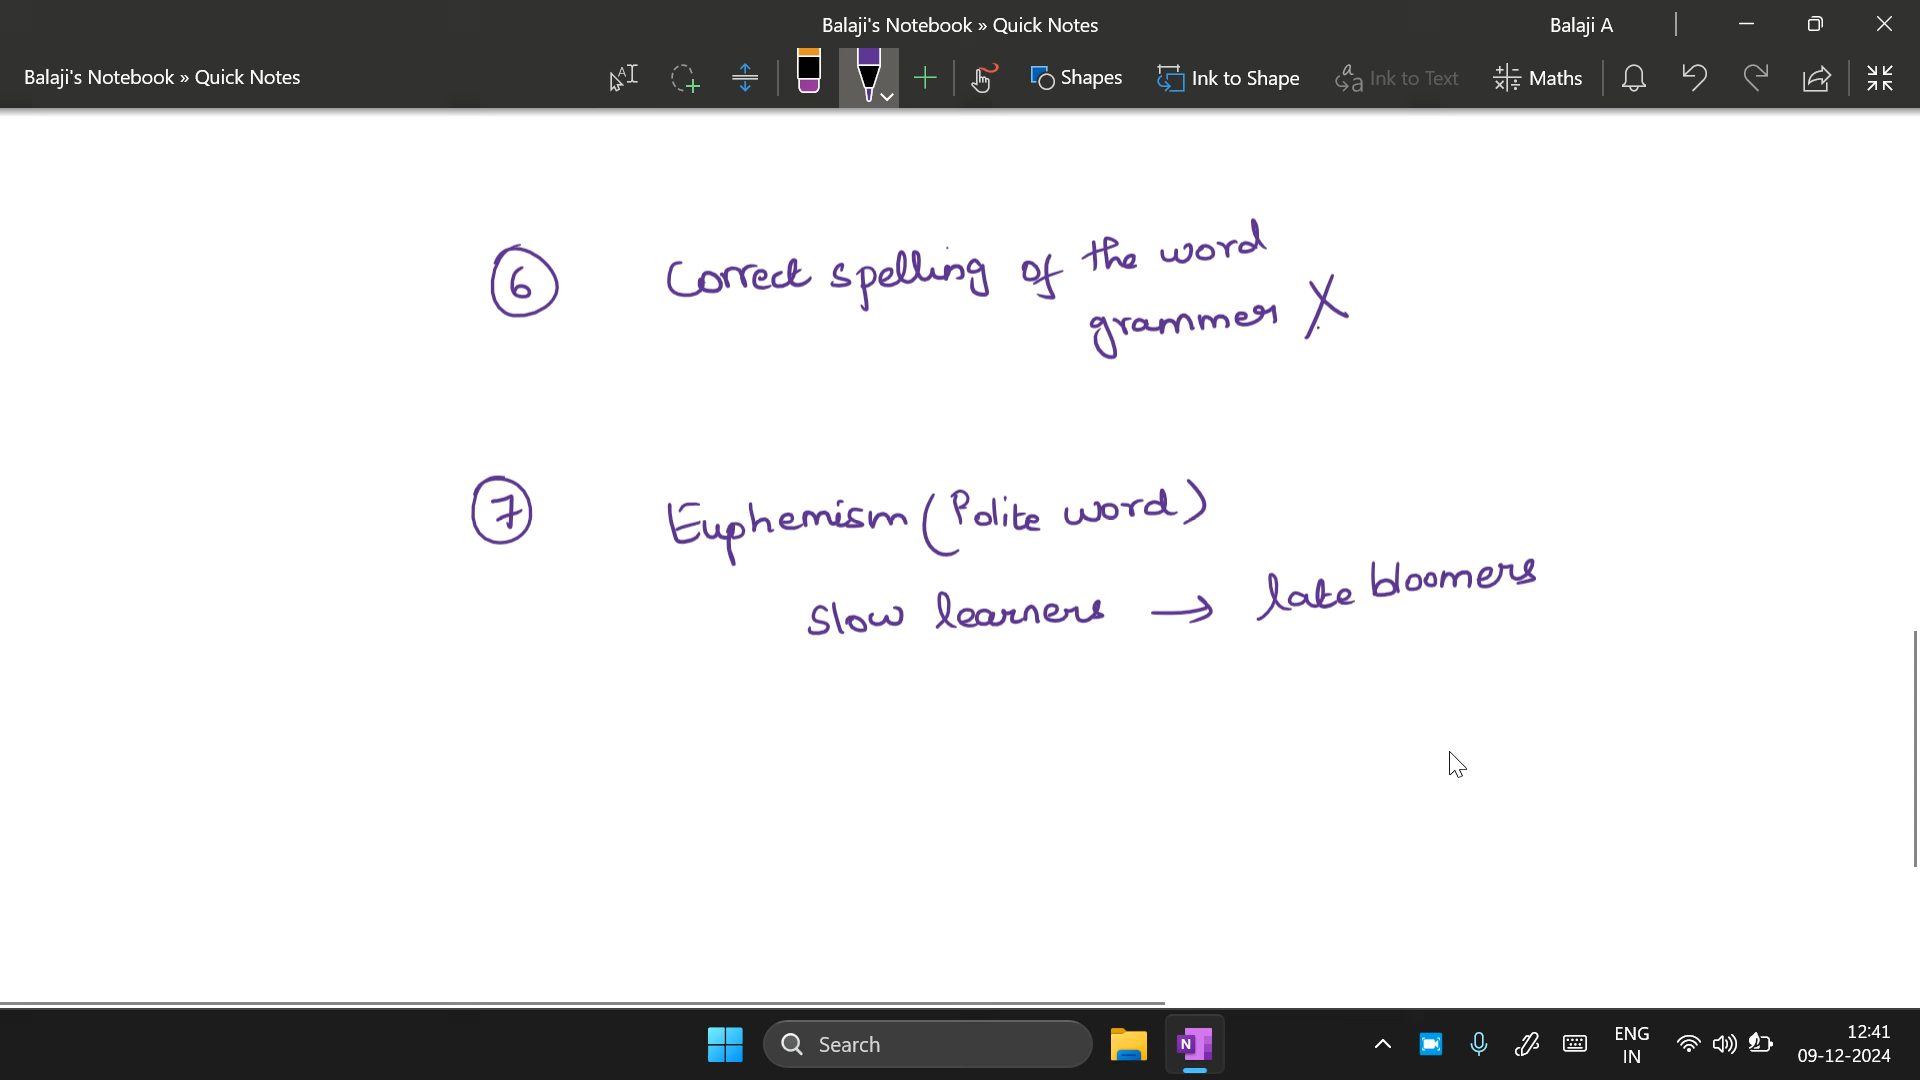 Balaji's Notebook » Quick Notes
Balaji A
Balaji's Notebook » Quick Notes
Shapes
Ink to Shape
Ink to Text
Maths
6 Correct spelling of the word
grammer X
7 Euphemism (Polite word)
slow learners → late bloomers
Search
ENG
IN
12:41
09-12-2024